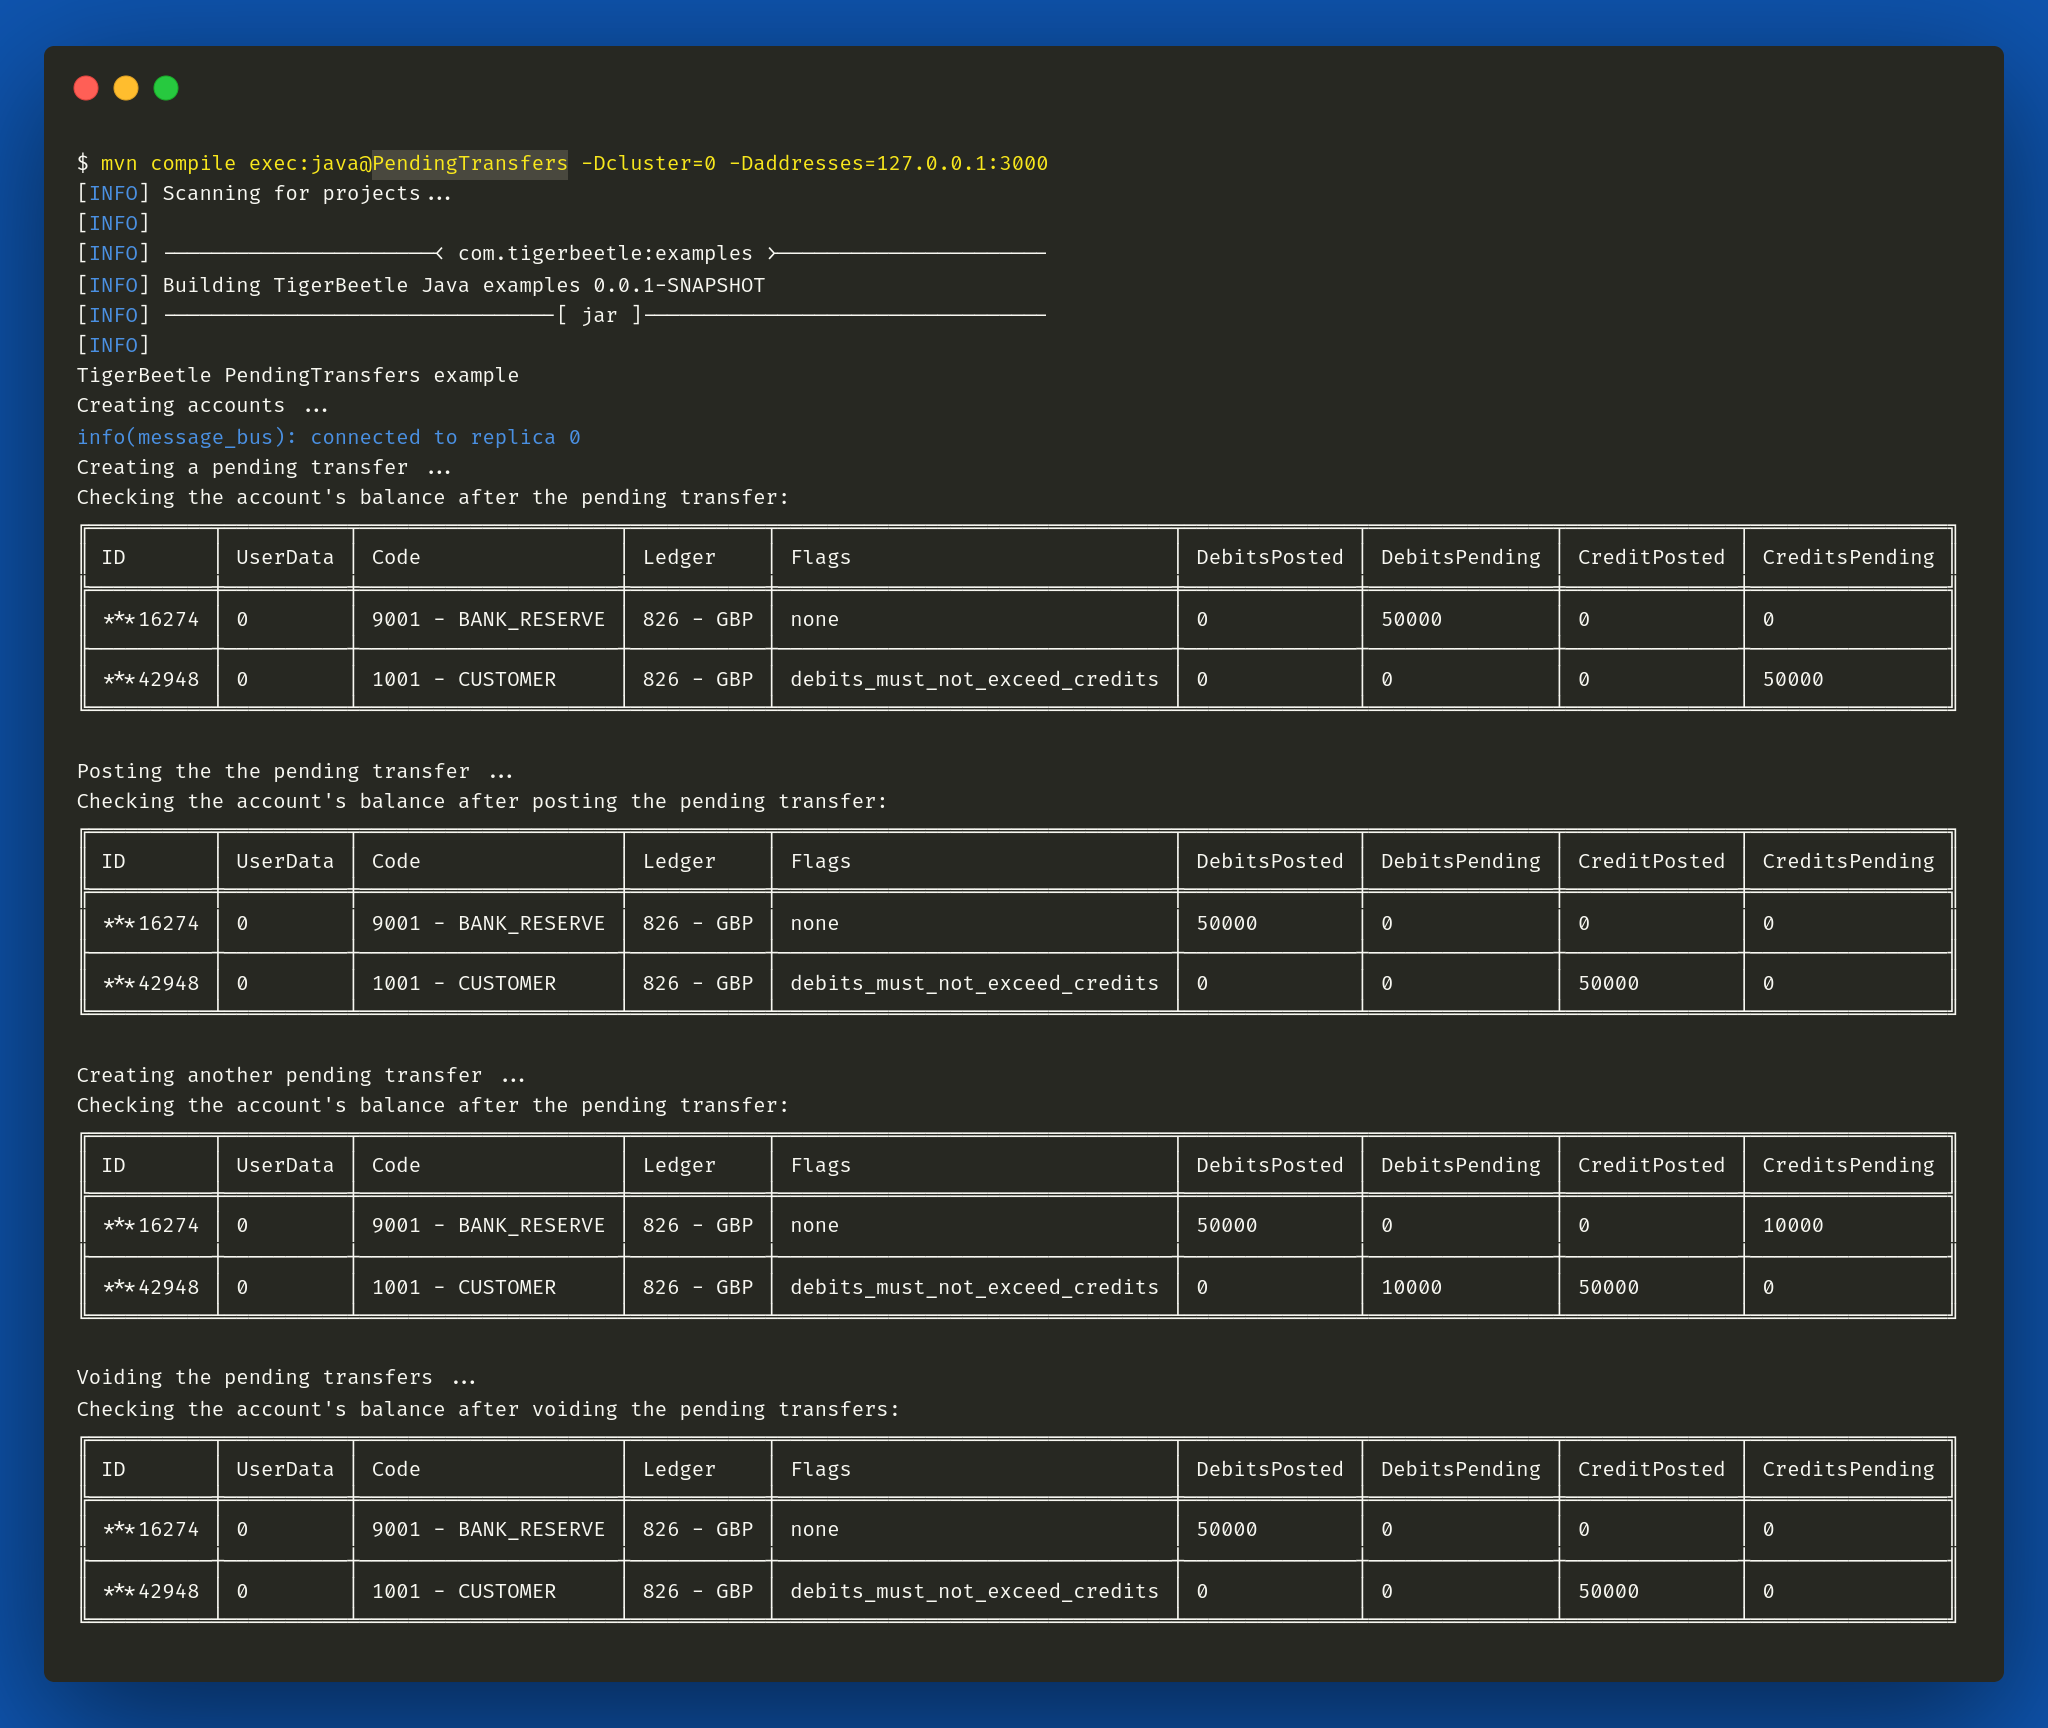 $ mvn compile exec:java@PendingTransfers -Dcluster=0 -Daddresses=127.0.0.1:3000
[INFO] Scanning for projects...
[INFO]
[INFO] ----------------------< com.tigerbeetle:examples >----------------------
[INFO] Building TigerBeetle Java examples 0.0.1-SNAPSHOT
[INFO] --------------------------------[ jar ]---------------------------------
[INFO]
TigerBeetle PendingTransfers example
Creating accounts ...
info(message_bus): connected to replica 0
Creating a pending transfer ...
Checking the account's balance after the pending transfer:
ID UserData Code Ledger Flags DebitsPosted DebitsPending CreditPosted CreditsPending
***16274 0 9001 - BANK_RESERVE 826 - GBP none 0 50000 0 0
***42948 0 1001 - CUSTOMER 826 - GBP debits_must_not_exceed_credits 0 0 0 50000
Posting the the pending transfer ...
Checking the account's balance after posting the pending transfer:
ID UserData Code Ledger Flags DebitsPosted DebitsPending CreditPosted CreditsPending
***16274 0 9001 - BANK_RESERVE 826 - GBP none 50000 0 0 0
***42948 0 1001 - CUSTOMER 826 - GBP debits_must_not_exceed_credits 0 0 50000 0
Creating another pending transfer ...
Checking the account's balance after the pending transfer:
ID UserData Code Ledger Flags DebitsPosted DebitsPending CreditPosted CreditsPending
***16274 0 9001 - BANK_RESERVE 826 - GBP none 50000 0 0 10000
***42948 0 1001 - CUSTOMER 826 - GBP debits_must_not_exceed_credits 0 10000 50000 0
Voiding the pending transfers ...
Checking the account's balance after voiding the pending transfers:
ID UserData Code Ledger Flags DebitsPosted DebitsPending CreditPosted CreditsPending
***16274 0 9001 - BANK_RESERVE 826 - GBP none 50000 0 0 0
***42948 0 1001 - CUSTOMER 826 - GBP debits_must_not_exceed_credits 0 0 50000 0